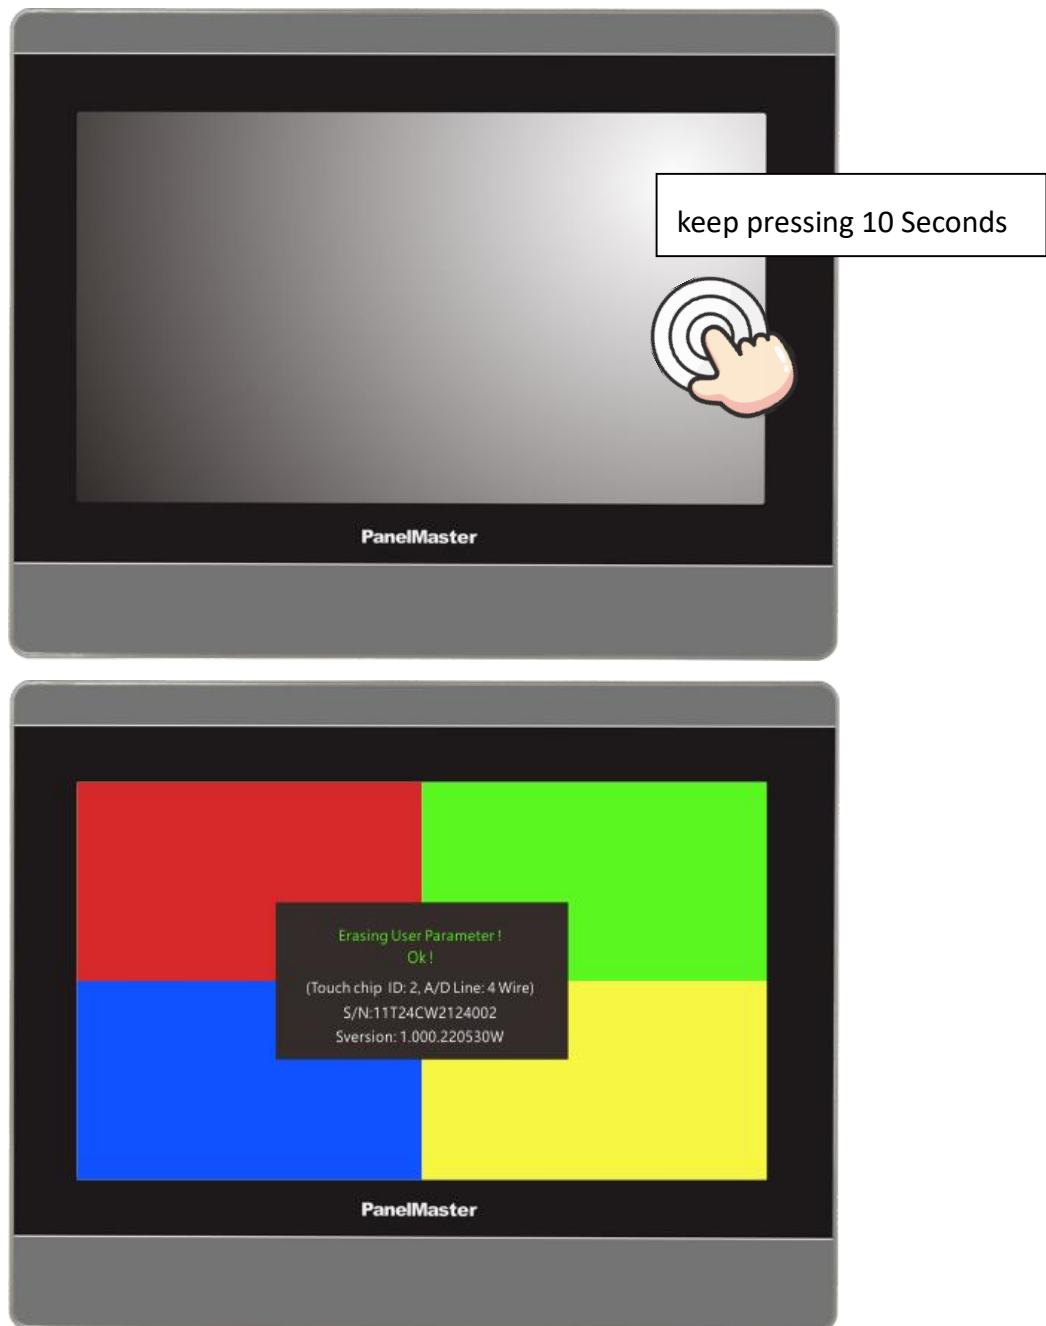 keep pressing 10 Seconds
PanelMaster
Erasing User Parameter !
Ok !
(Touch chip ID: 2, A/D Line: 4 Wire)
S/N:11T24CW2124002
Sversion: 1.000.220530W
PanelMaster